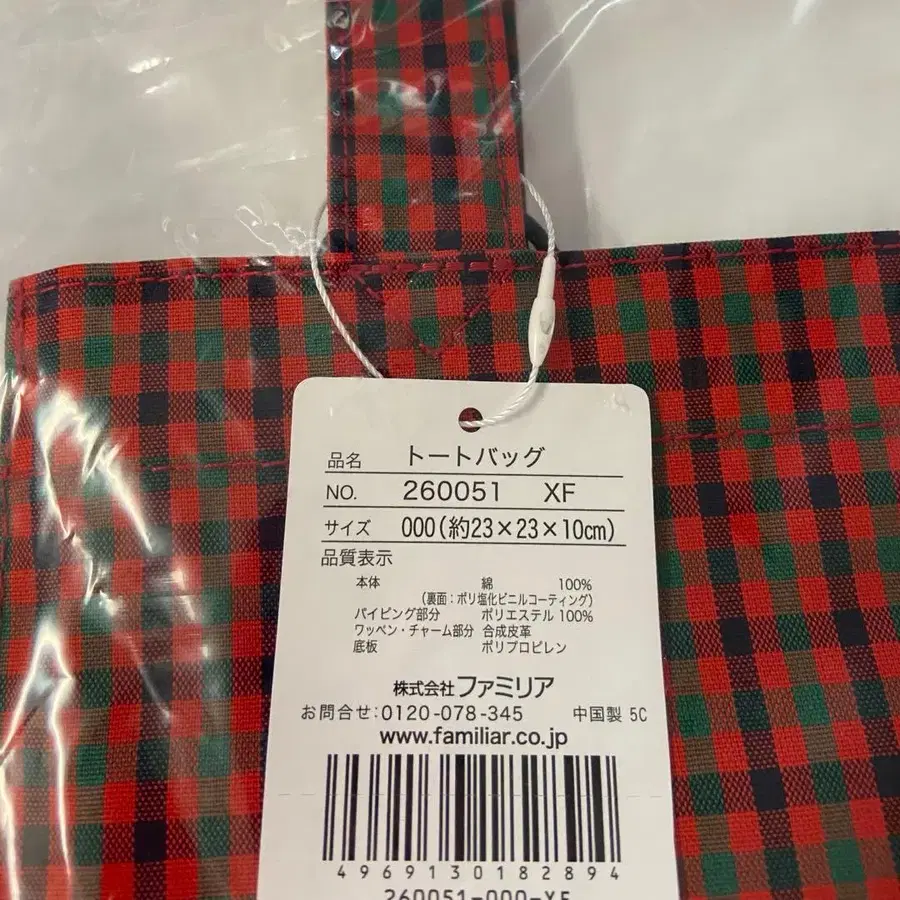 品名 トートバッグ
NO. 260051 XF
サイズ 000(約23×23×10cm)
品質表示
本体 綿 100%
(裏面:ポリ塩化ビニルコーティング)
パイピング部分 ポリエステル 100%
ワッペン・チャーム部分 合成皮革
底板 ポリプロピレン
株式会社ファミリア
お問合せ:0120-078-345 中国製 5C
www.familiar.co.jp
4969130182894
260051-000-XF